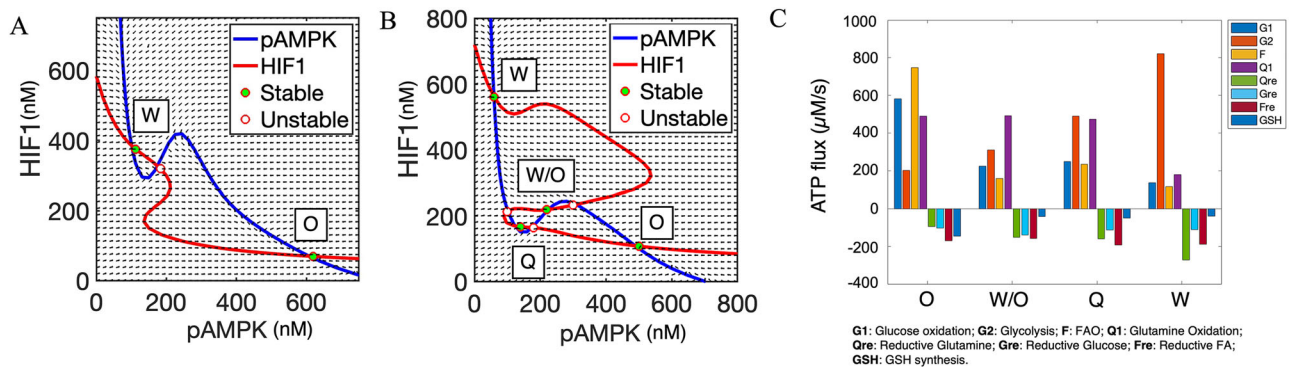 A
HIF1 (nM)
600
400
200
0
0 200 400 600
pAMPK (nM)
pAMPK
HIF1
Stable
Unstable
W
O
B
HIF1 (nM)
800
600
400
200
0
0 200 400 600 800
pAMPK (nM)
pAMPK
HIF1
Stable
Unstable
W
W/O
O
Q
C
ATP flux (μM/s)
1000
800
600
400
200
0
-200
-400
O W/O Q W
G1
G2
F
Q1
Qre
Gre
Fre
GSH
G1: Glucose oxidation; G2: Glycolysis; F: FAO; Q1: Glutamine Oxidation;
Qre: Reductive Glutamine; Gre: Reductive Glucose; Fre: Reductive FA;
GSH: GSH synthesis.